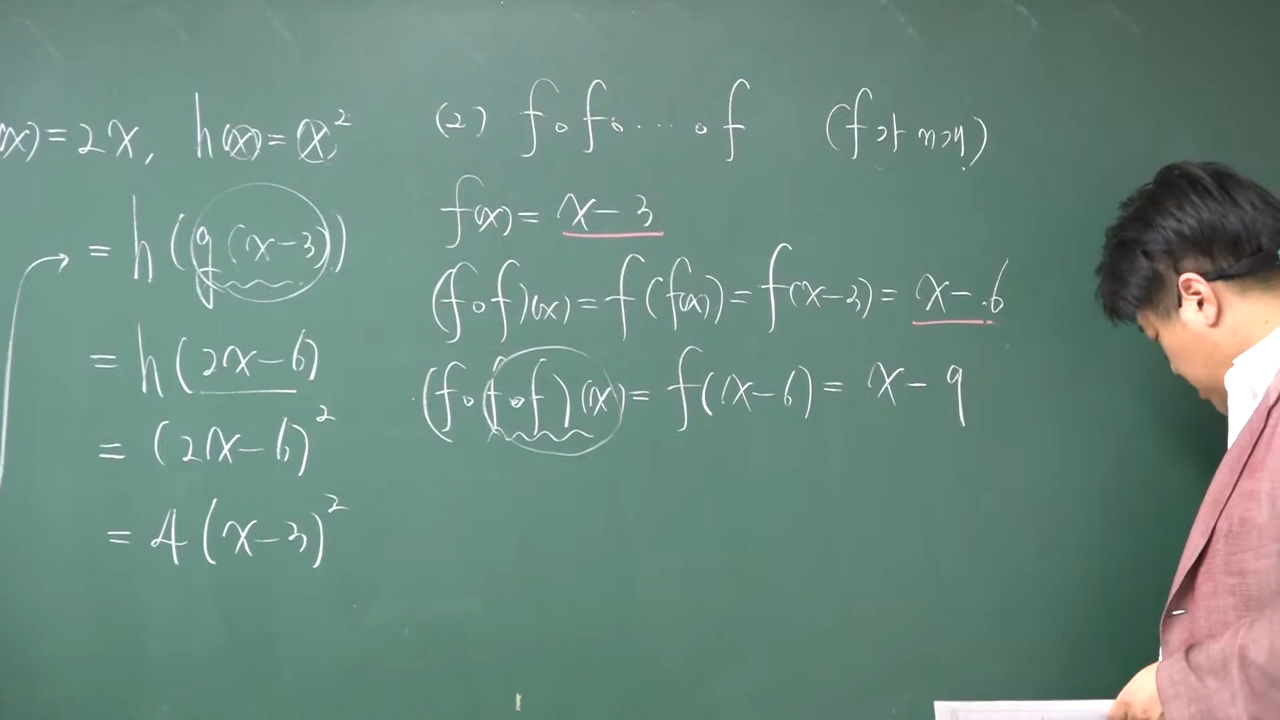 (x) = 2x, h(x) = x²
= h(g(x-3))
= h(2x-6)
= (2x-6)²
= 4(x-3)²
(2) f∘f∘···∘f (f가 n개)
f(x) = x-3
(f∘f)(x) = f(f(x)) = f(x-3) = x-6
(f∘f∘f)(x) = f(x-6) = x-9